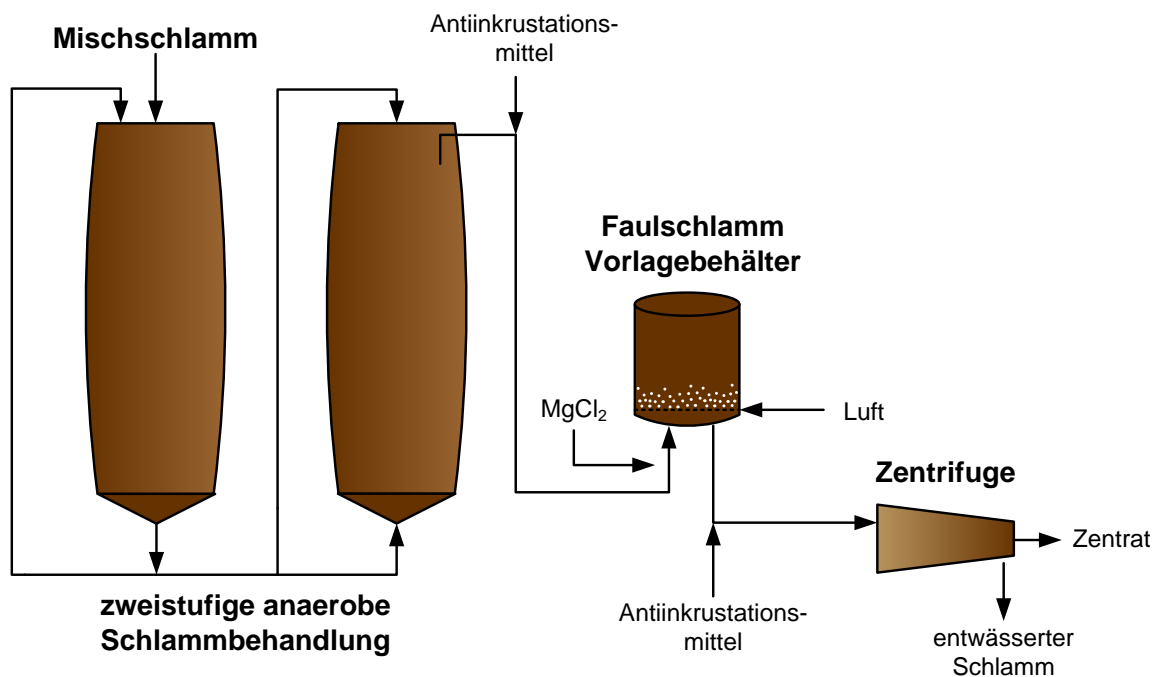 Mischschlamm
Antiinkrustations-
mittel
Faulschlamm
Vorlagebehälter
MgCl₂
Luft
Zentrifuge
Zentrat
zweistufige anaerobe
Schlammbehandlung
Antiinkrustations-
mittel
entwässerter
Schlamm